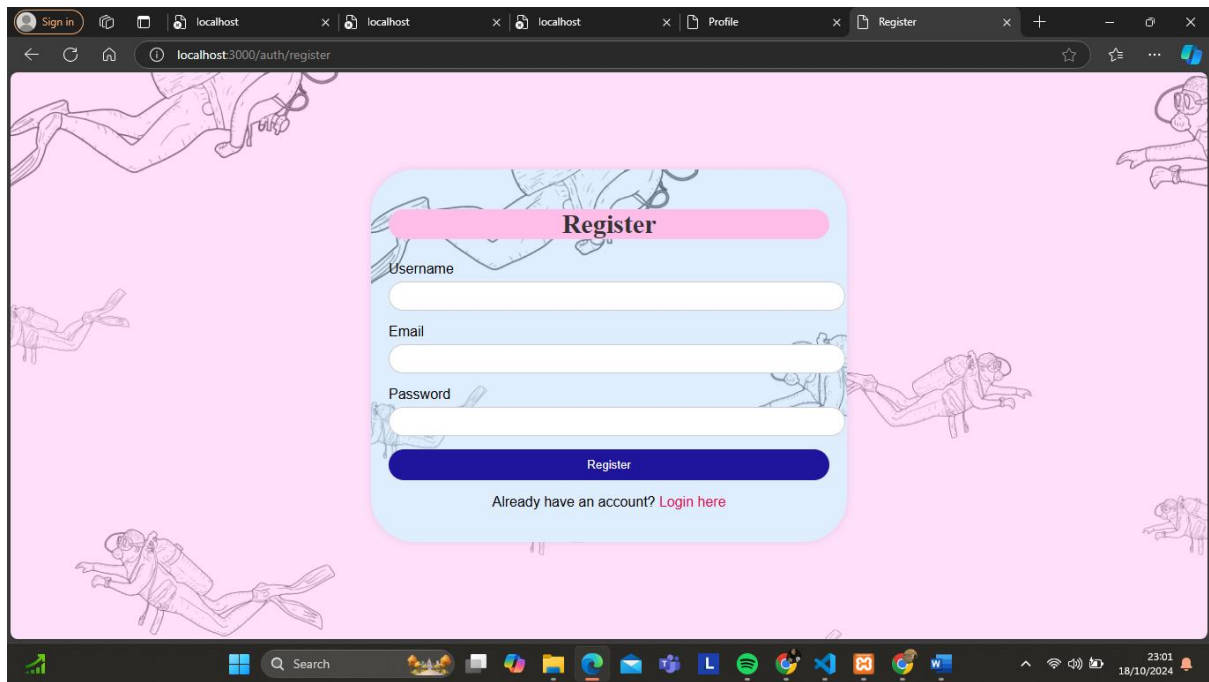 Sign in
localhost
localhost
localhost
Profile
Register
localhost:3000/auth/register
Register
Username
Email
Password
Register
Already have an account? Login here
Search
L
W
23:01
18/10/2024